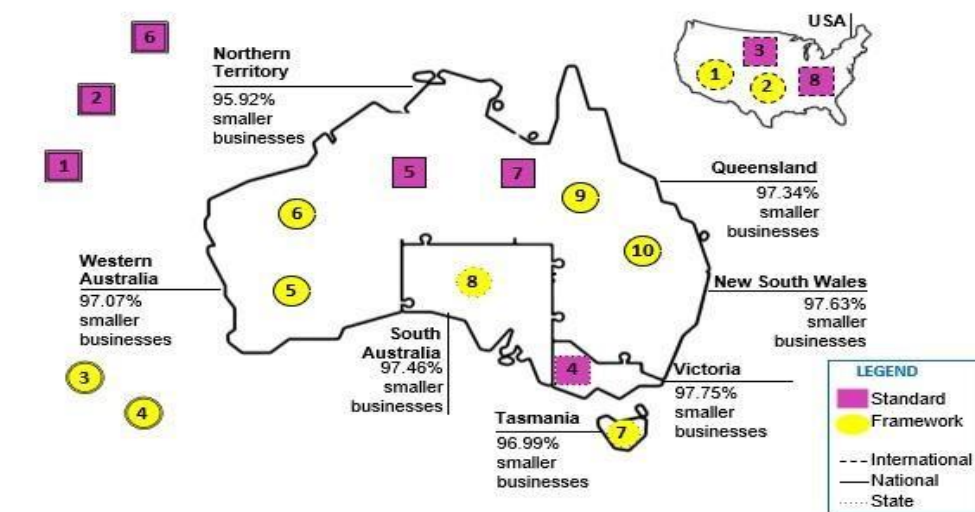 USA
6
3
1
2
8
Northern
Territory
95.92%
smaller
businesses
2
1
5
7
Queensland
97.34%
smaller
businesses
9
6
10
Western
Australia
97.07%
smaller
businesses
5
8
New South Wales
97.63%
smaller
businesses
South
Australia
97.46%
smaller
businesses
4
Victoria
97.75%
smaller
businesses
3
4
Tasmania
96.99%
smaller
businesses
7
LEGEND
Standard
Framework
International
National
State